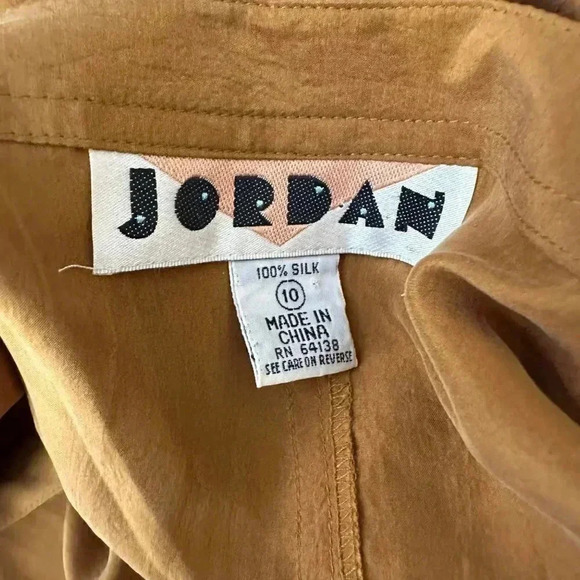 JORDAN
100% SILK
10
MADE IN
CHINA
RN 64138
SEE CARE ON REVERSE